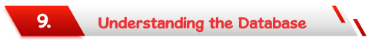 9. Understanding the Database